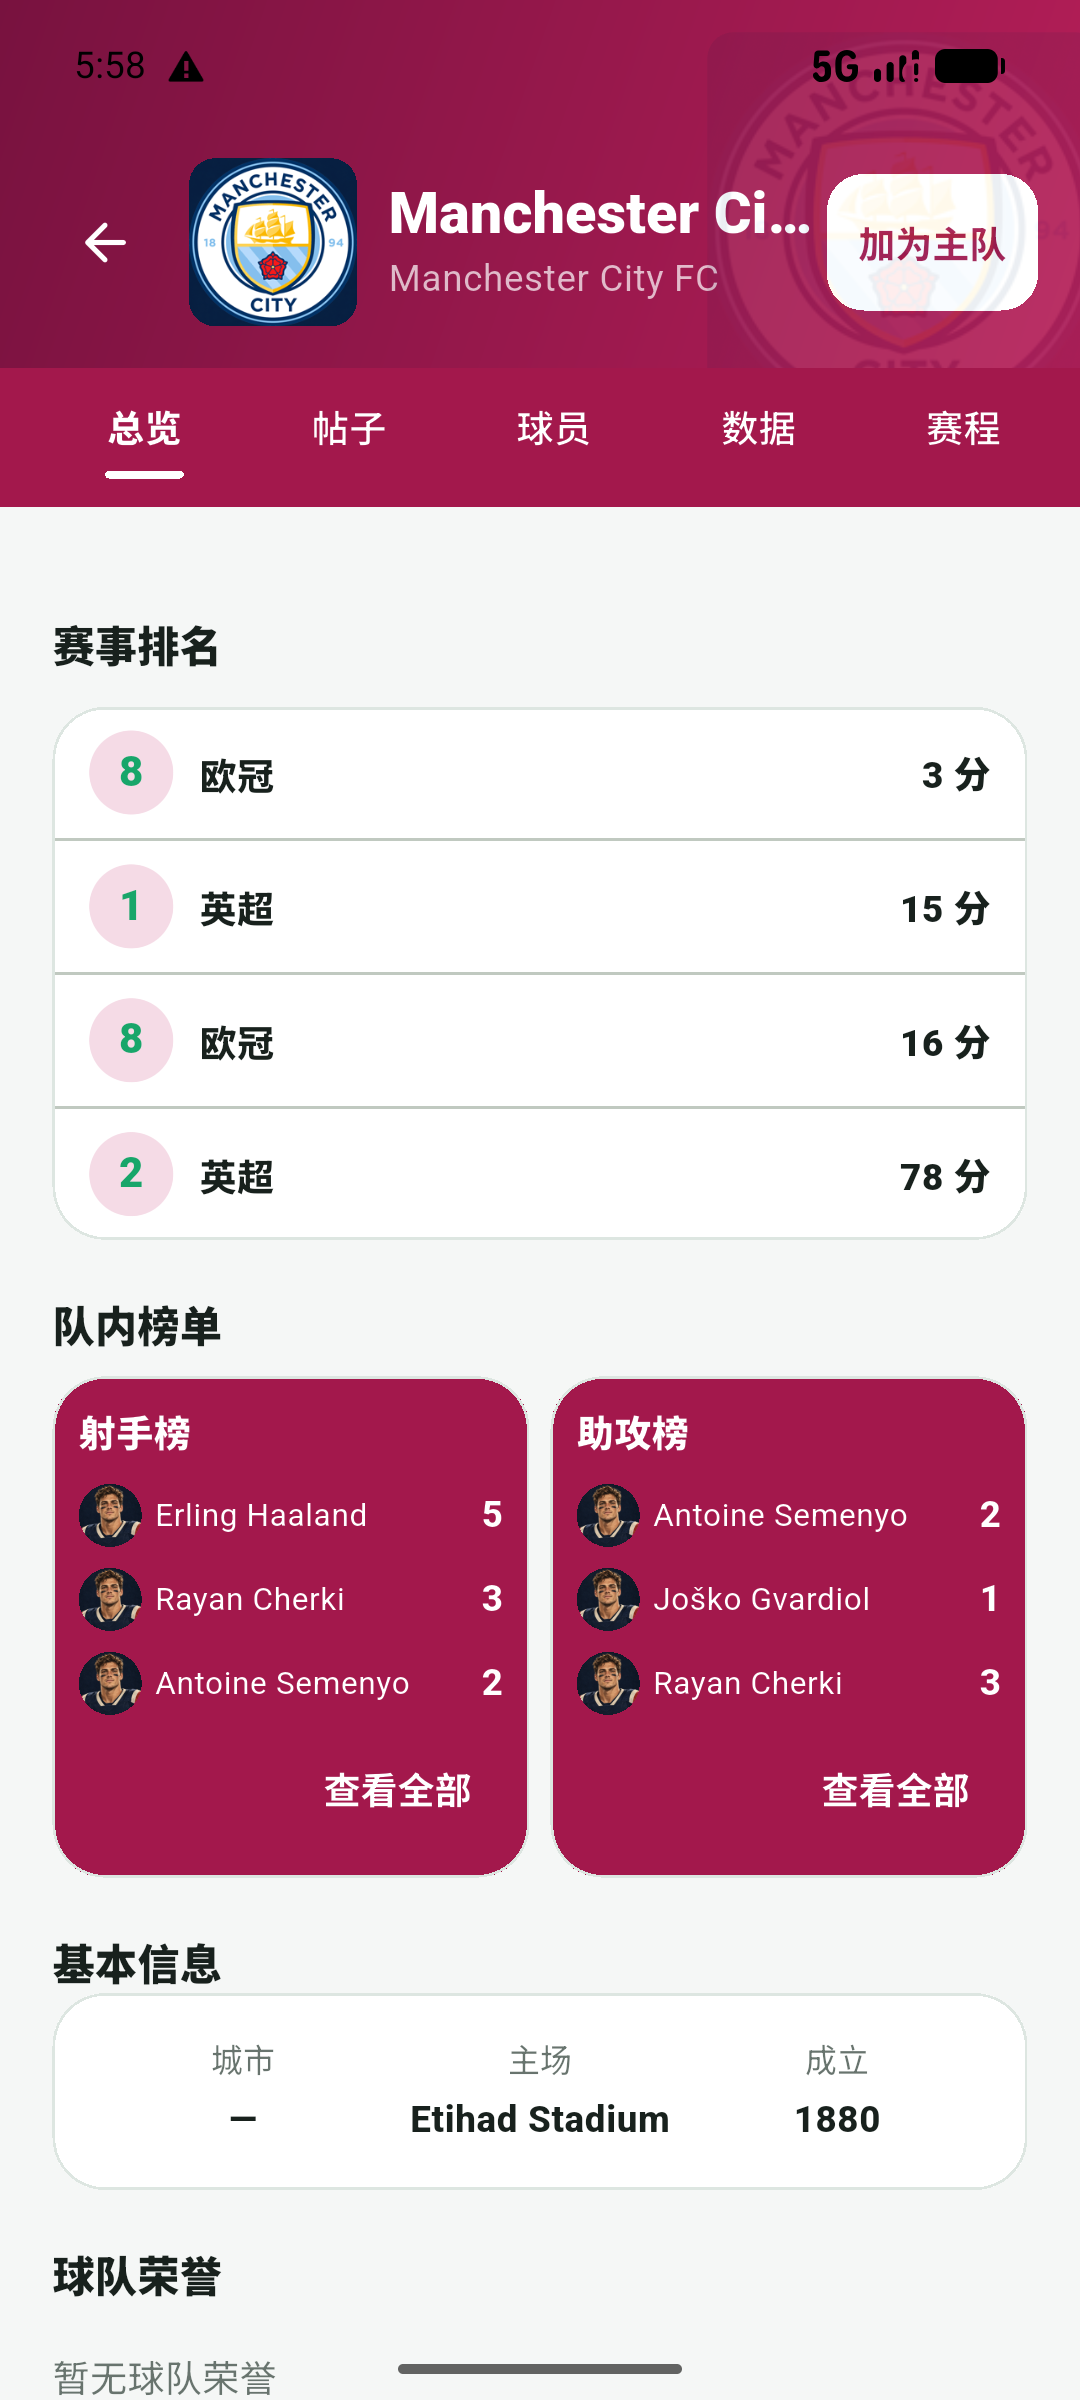 5:58
5G
MANCHESTER
18 94
CITY
Manchester Ci...
Manchester City FC
加为主队
总览 帖子 球员 数据 赛程
赛事排名
8 欧冠 3 分
1 英超 15 分
8 欧冠 16 分
2 英超 78 分
队内榜单
射手榜
Erling Haaland 5
Rayan Cherki 3
Antoine Semenyo 2
查看全部
助攻榜
Antoine Semenyo 2
Joško Gvardiol 1
Rayan Cherki 3
查看全部
基本信息
城市 主场 成立
— Etihad Stadium 1880
球队荣誉
暂无球队荣誉